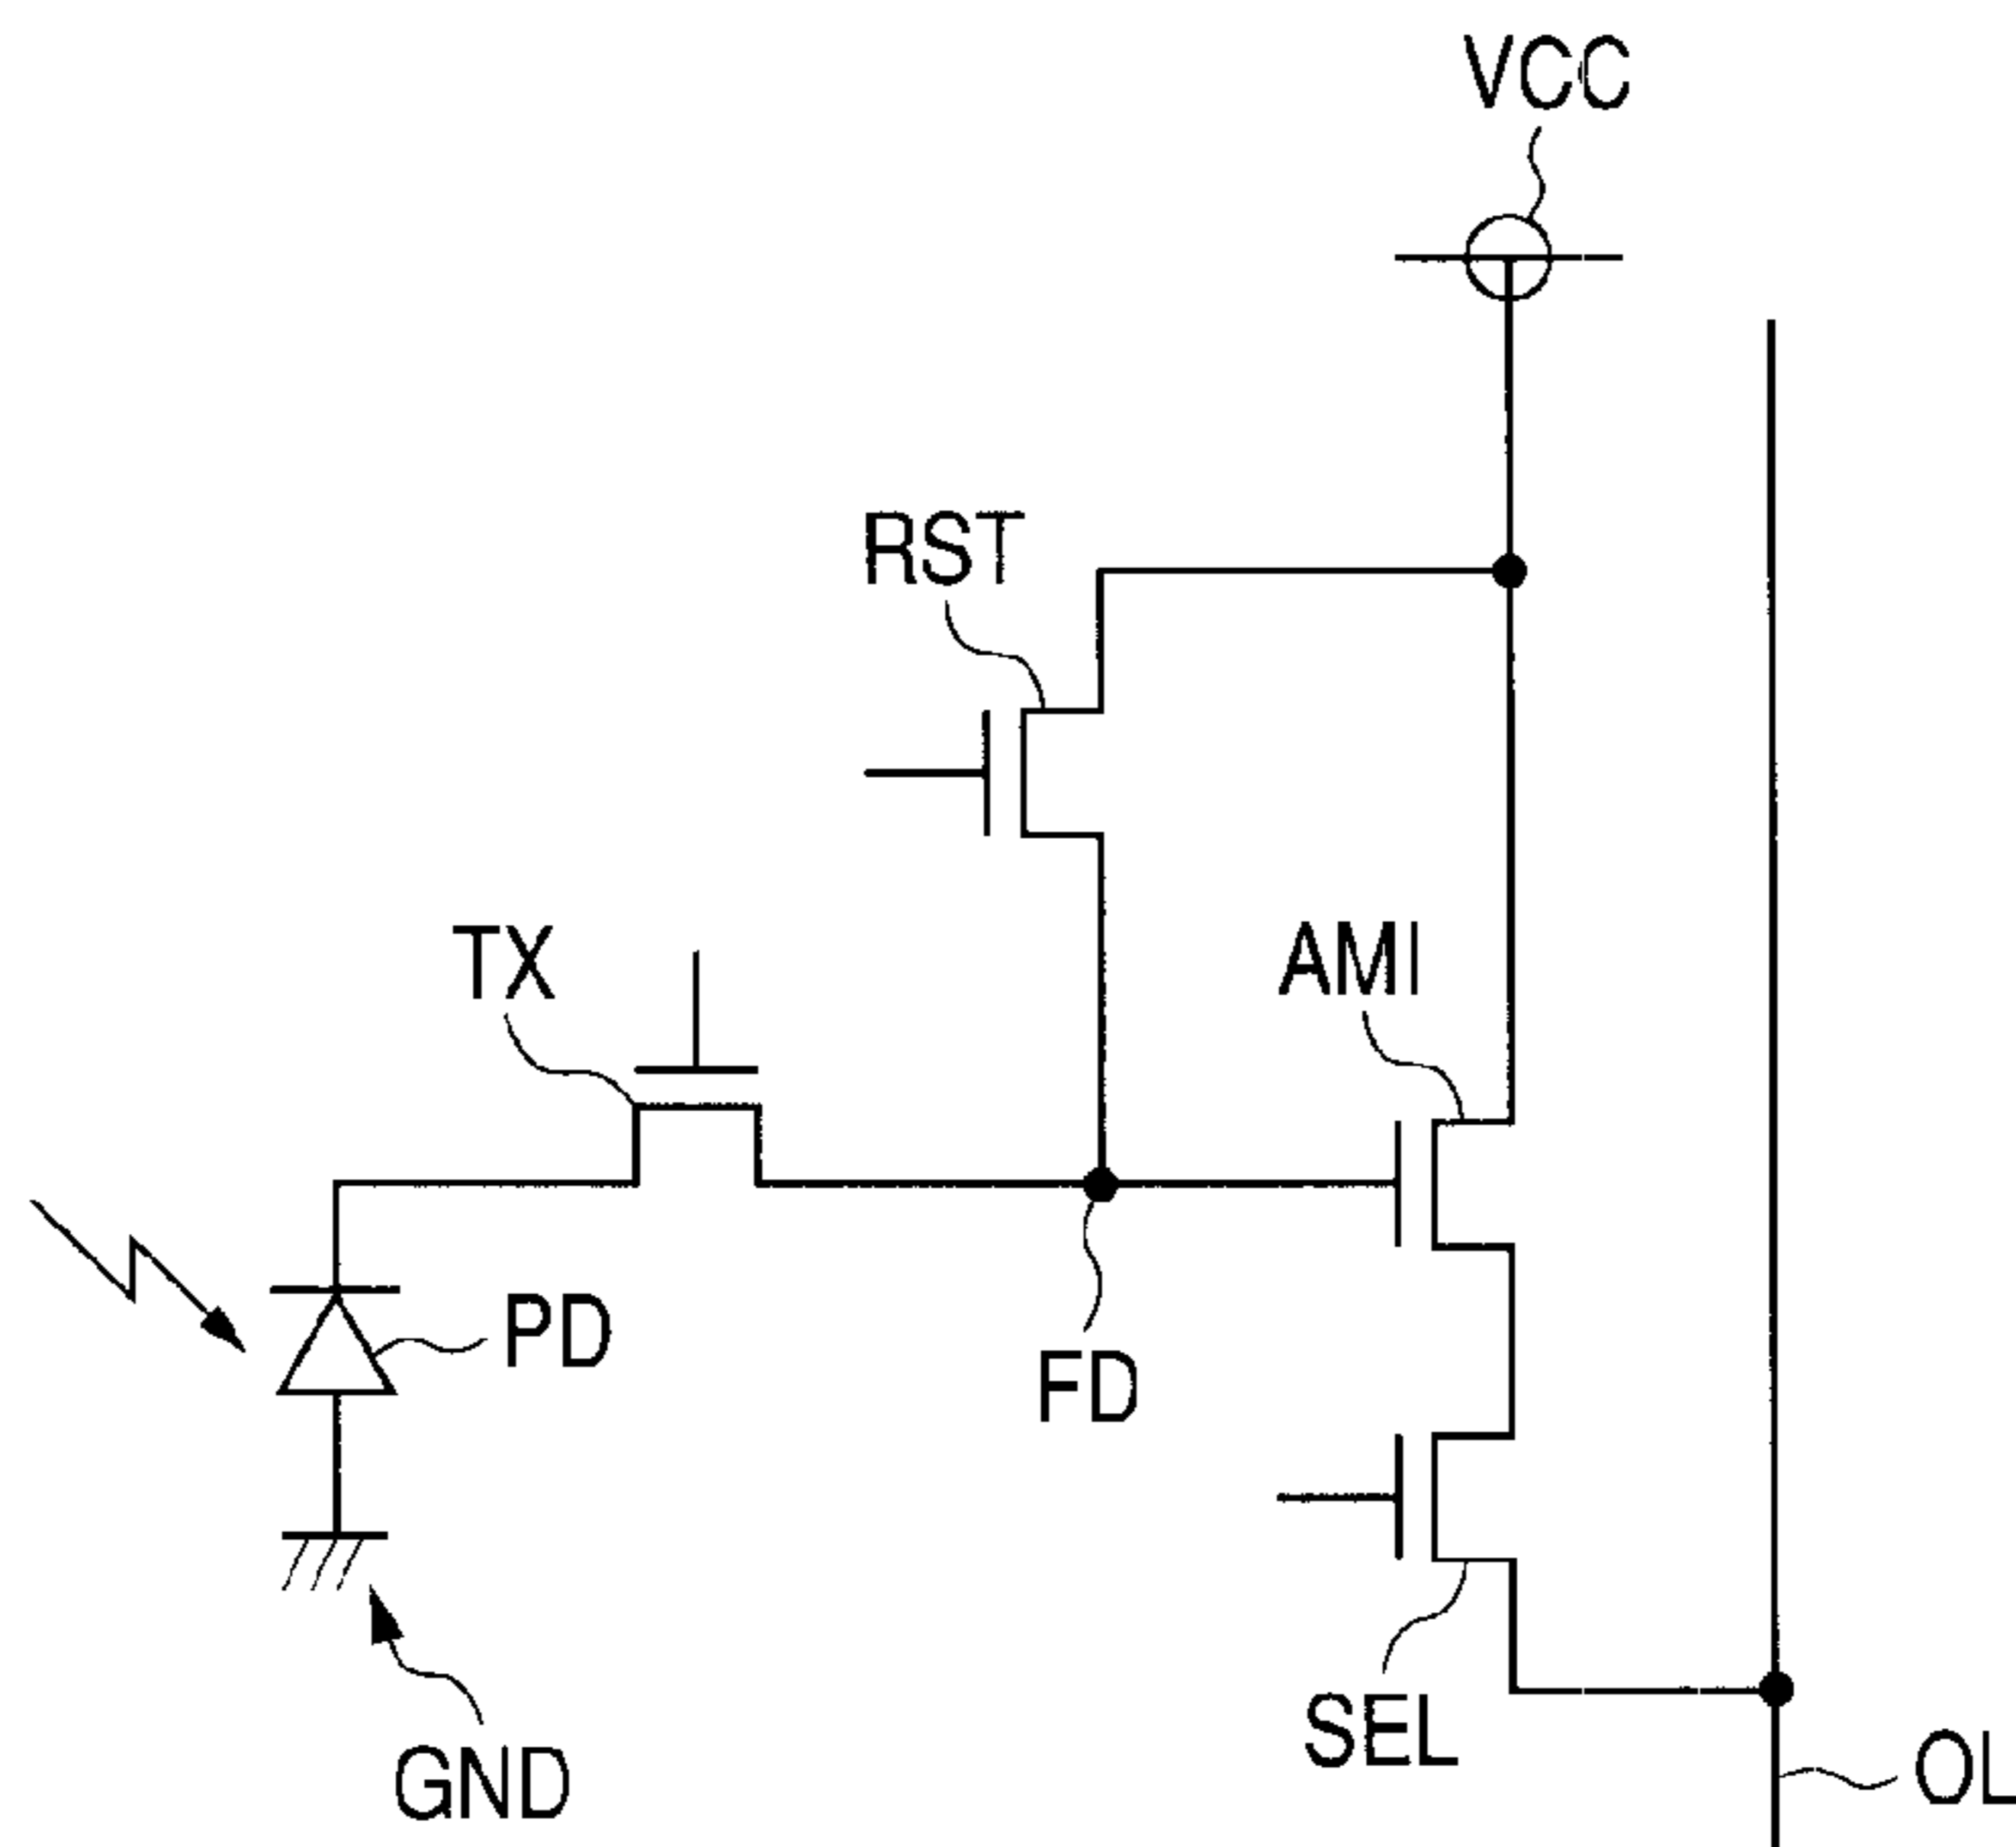 VCC
RST
TX
AMI
PD
FD
SEL
GND
OL